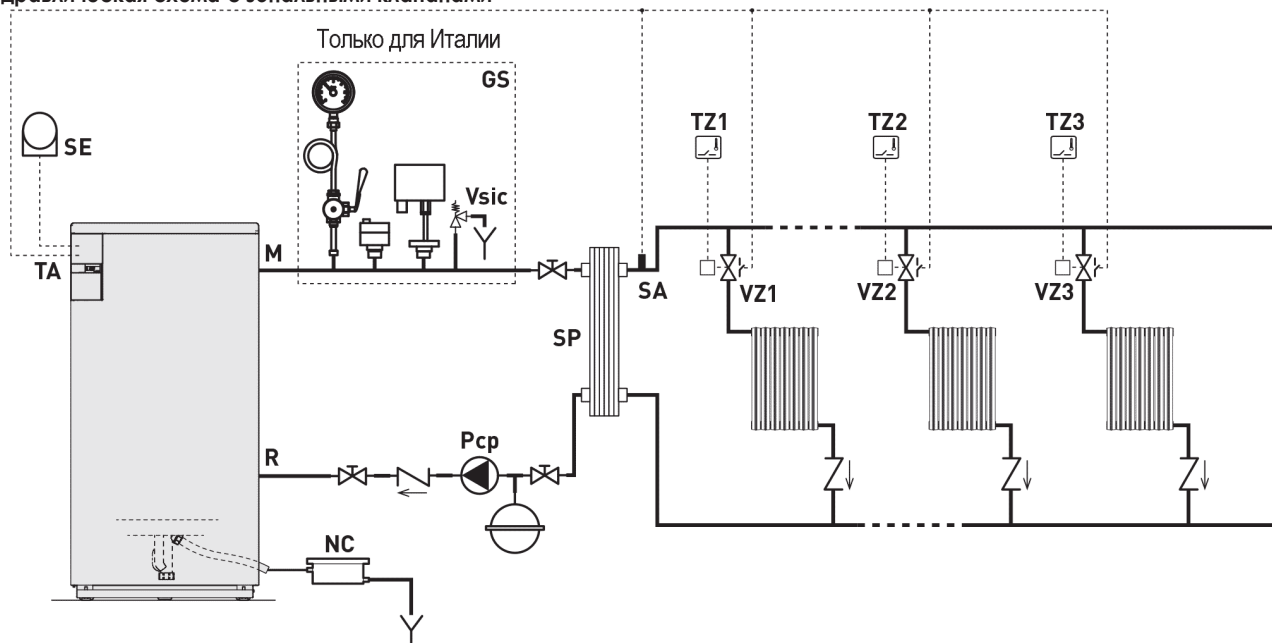 Только для Италии
GS
SE
TZ1
TZ2
TZ3
Vsic
M
TA
SA
VZ1
VZ2
VZ3
SP
Pcp
R
NC